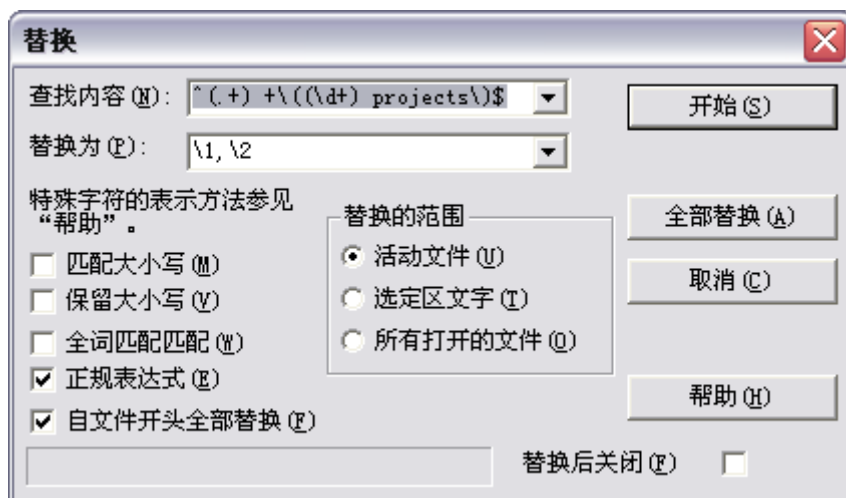 替换
查找内容(N): ^(.+) +\((\d+) projects\)$
开始(S)
替换为(P): \1,\2
特殊字符的表示方法参见
“帮助”。
替换的范围
全部替换(A)
活动文件(U)
匹配大小写(M)
取消(C)
保留大小写(V)
选定区文字(T)
全词匹配匹配(W)
所有打开的文件(O)
正规表达式(E)
帮助(H)
自文件开头全部替换(F)
替换后关闭(F)